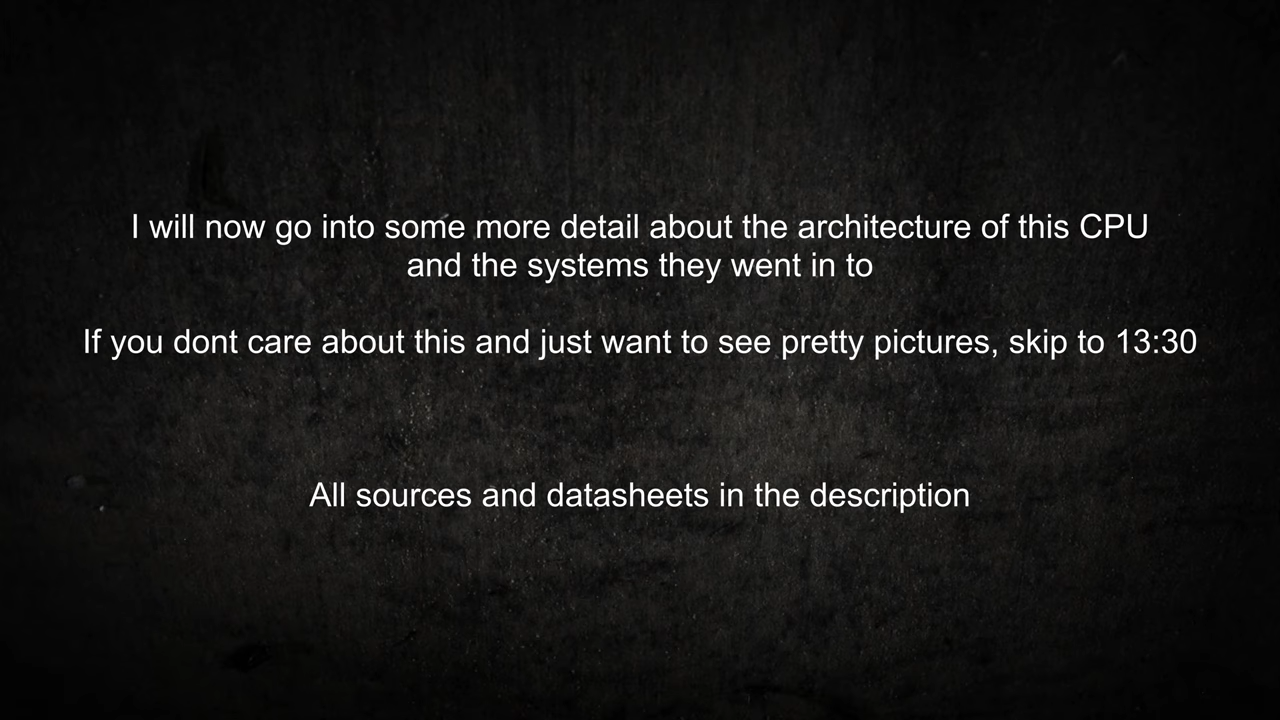 I will now go into some more detail about the architecture of this CPU
and the systems they went in to
If you dont care about this and just want to see pretty pictures, skip to 13:30
All sources and datasheets in the description